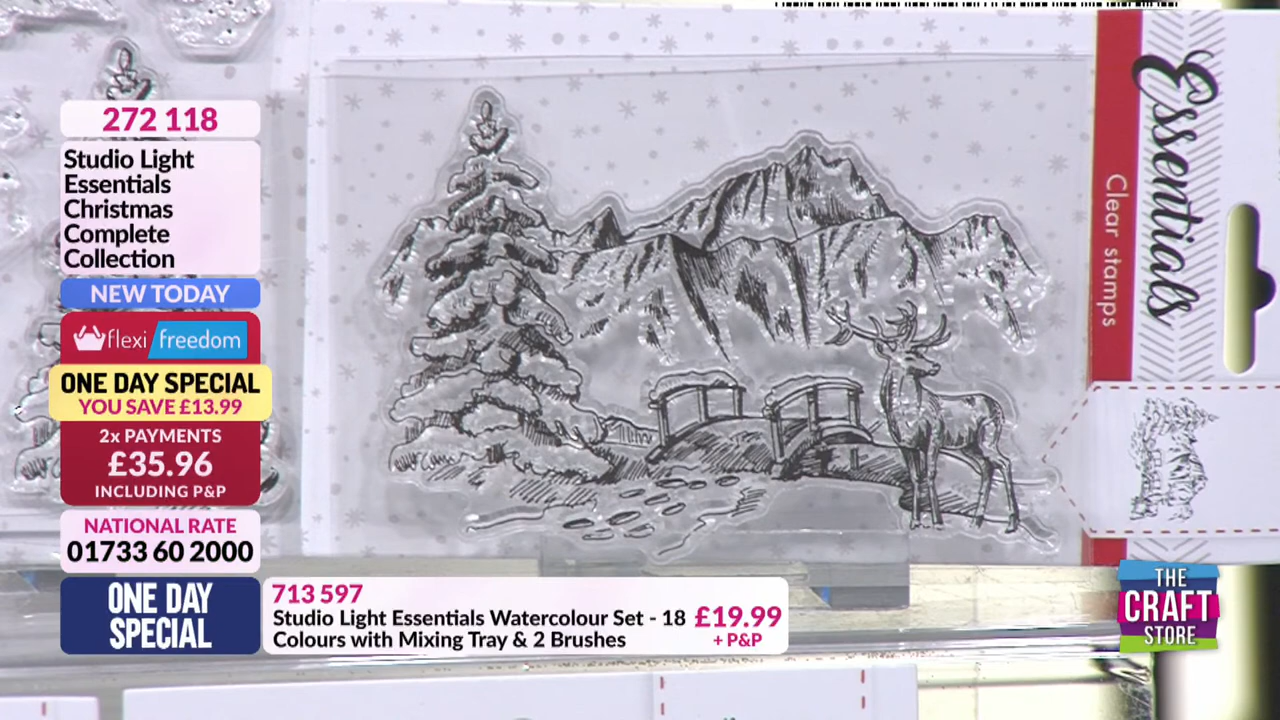 272 118
Studio Light
Essentials
Christmas
Complete
Collection
NEW TODAY
flexi freedom
ONE DAY SPECIAL
YOU SAVE £13.99
2x PAYMENTS
£35.96
INCLUDING P&P
NATIONAL RATE
01733 60 2000
ONE DAY
SPECIAL
713 597
Studio Light Essentials Watercolour Set - 18
Colours with Mixing Tray & 2 Brushes
£19.99
+ P&P
Essentials
Clear stamps
THE
CRAFT
STORE